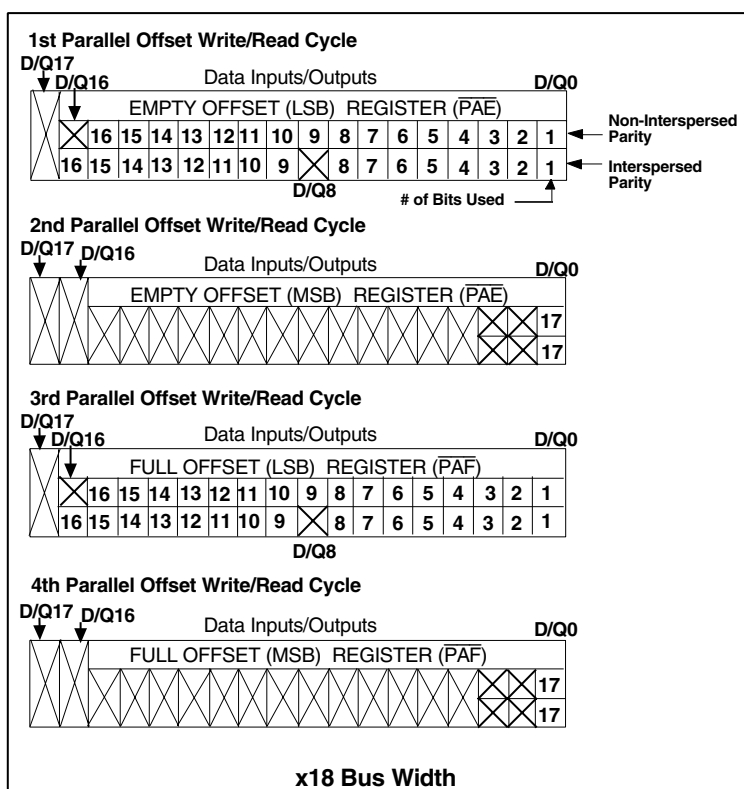 1st Parallel Offset Write/Read Cycle
D/Q17
D/Q16
Data Inputs/Outputs
D/Q0
EMPTY OFFSET (LSB) REGISTER (PAE)
16 15 14 13 12 11 10 9 8 7 6 5 4 3 2 1
Non-Interspersed
Parity
16 15 14 13 12 11 10 9 8 7 6 5 4 3 2 1
Interspersed
Parity
D/Q8
# of Bits Used
2nd Parallel Offset Write/Read Cycle
D/Q17
D/Q16
Data Inputs/Outputs
D/Q0
EMPTY OFFSET (MSB) REGISTER (PAE)
17
17
3rd Parallel Offset Write/Read Cycle
D/Q17
D/Q16
Data Inputs/Outputs
D/Q0
FULL OFFSET (LSB) REGISTER (PAF)
16 15 14 13 12 11 10 9 8 7 6 5 4 3 2 1
16 15 14 13 12 11 10 9 8 7 6 5 4 3 2 1
D/Q8
4th Parallel Offset Write/Read Cycle
D/Q17
D/Q16
Data Inputs/Outputs
D/Q0
FULL OFFSET (MSB) REGISTER (PAF)
17
17
x18 Bus Width